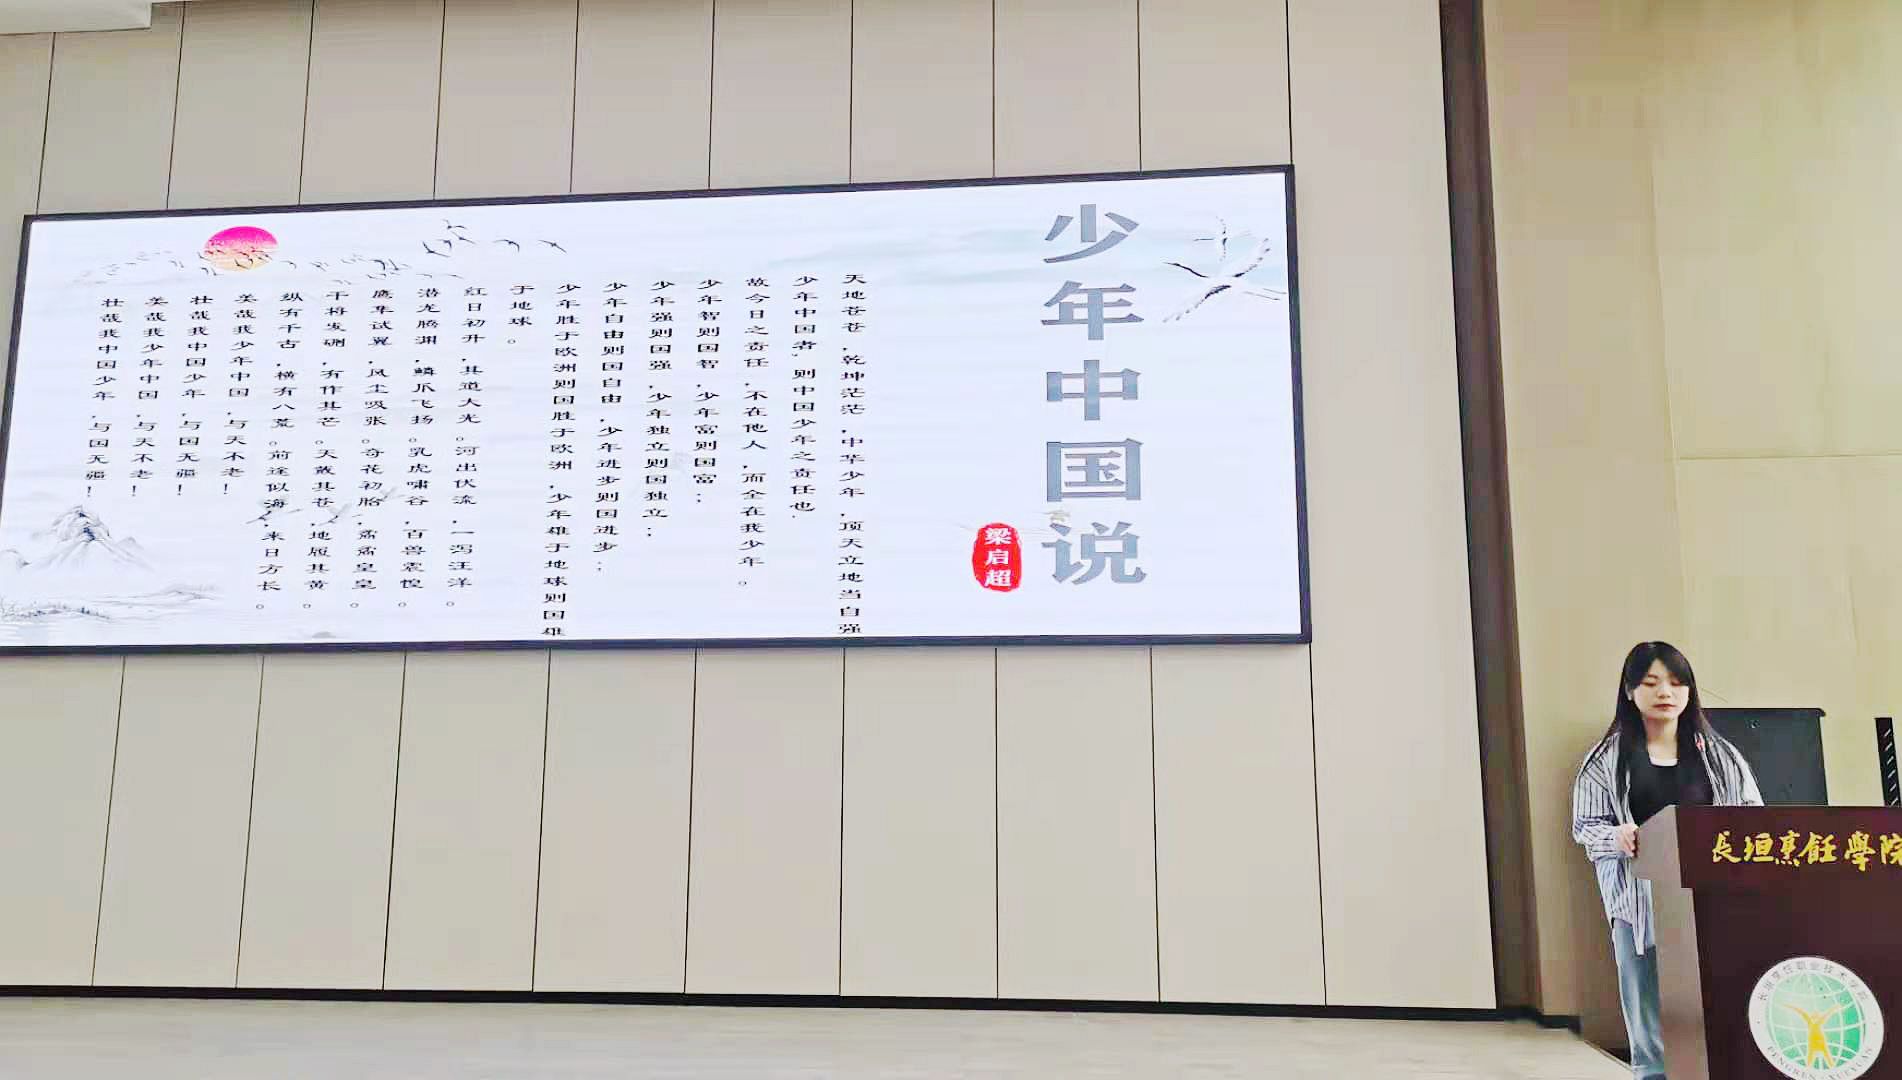 少年中国说
梁启超
天地苍苍,乾坤茫茫,中华少年,顶天立地当自强
少年中国者,则中国少年之责任也.
故今日之责任,不在他人,而全在我少年。
少年智则国智,少年富则国富;
少年强则国强,少年独立则国独立;
少年自由则国自由,少年进步则国进步;
少年胜于欧洲则国胜于欧洲,少年雄于地球则国雄
于地球。
红日初升,其道大光。河出伏流,一泻汪洋。
潜龙腾渊,鳞爪飞扬。乳虎啸谷,百兽震惶。
鹰隼试翼,风尘吸张。奇花初胎,矞矞皇皇。
干将发硎,有作其芒。天戴其苍,地履其黄。
纵有千古,横有八荒。前途似海,来日方长。
美哉我少年中国,与天不老!
壮哉我中国少年,与国无疆!
美哉我少年中国,与天不老!
壮哉我中国少年,与国无疆!
長垣烹飪學院
长垣烹饪职业技术学院
PENGREN · XUEYUAN